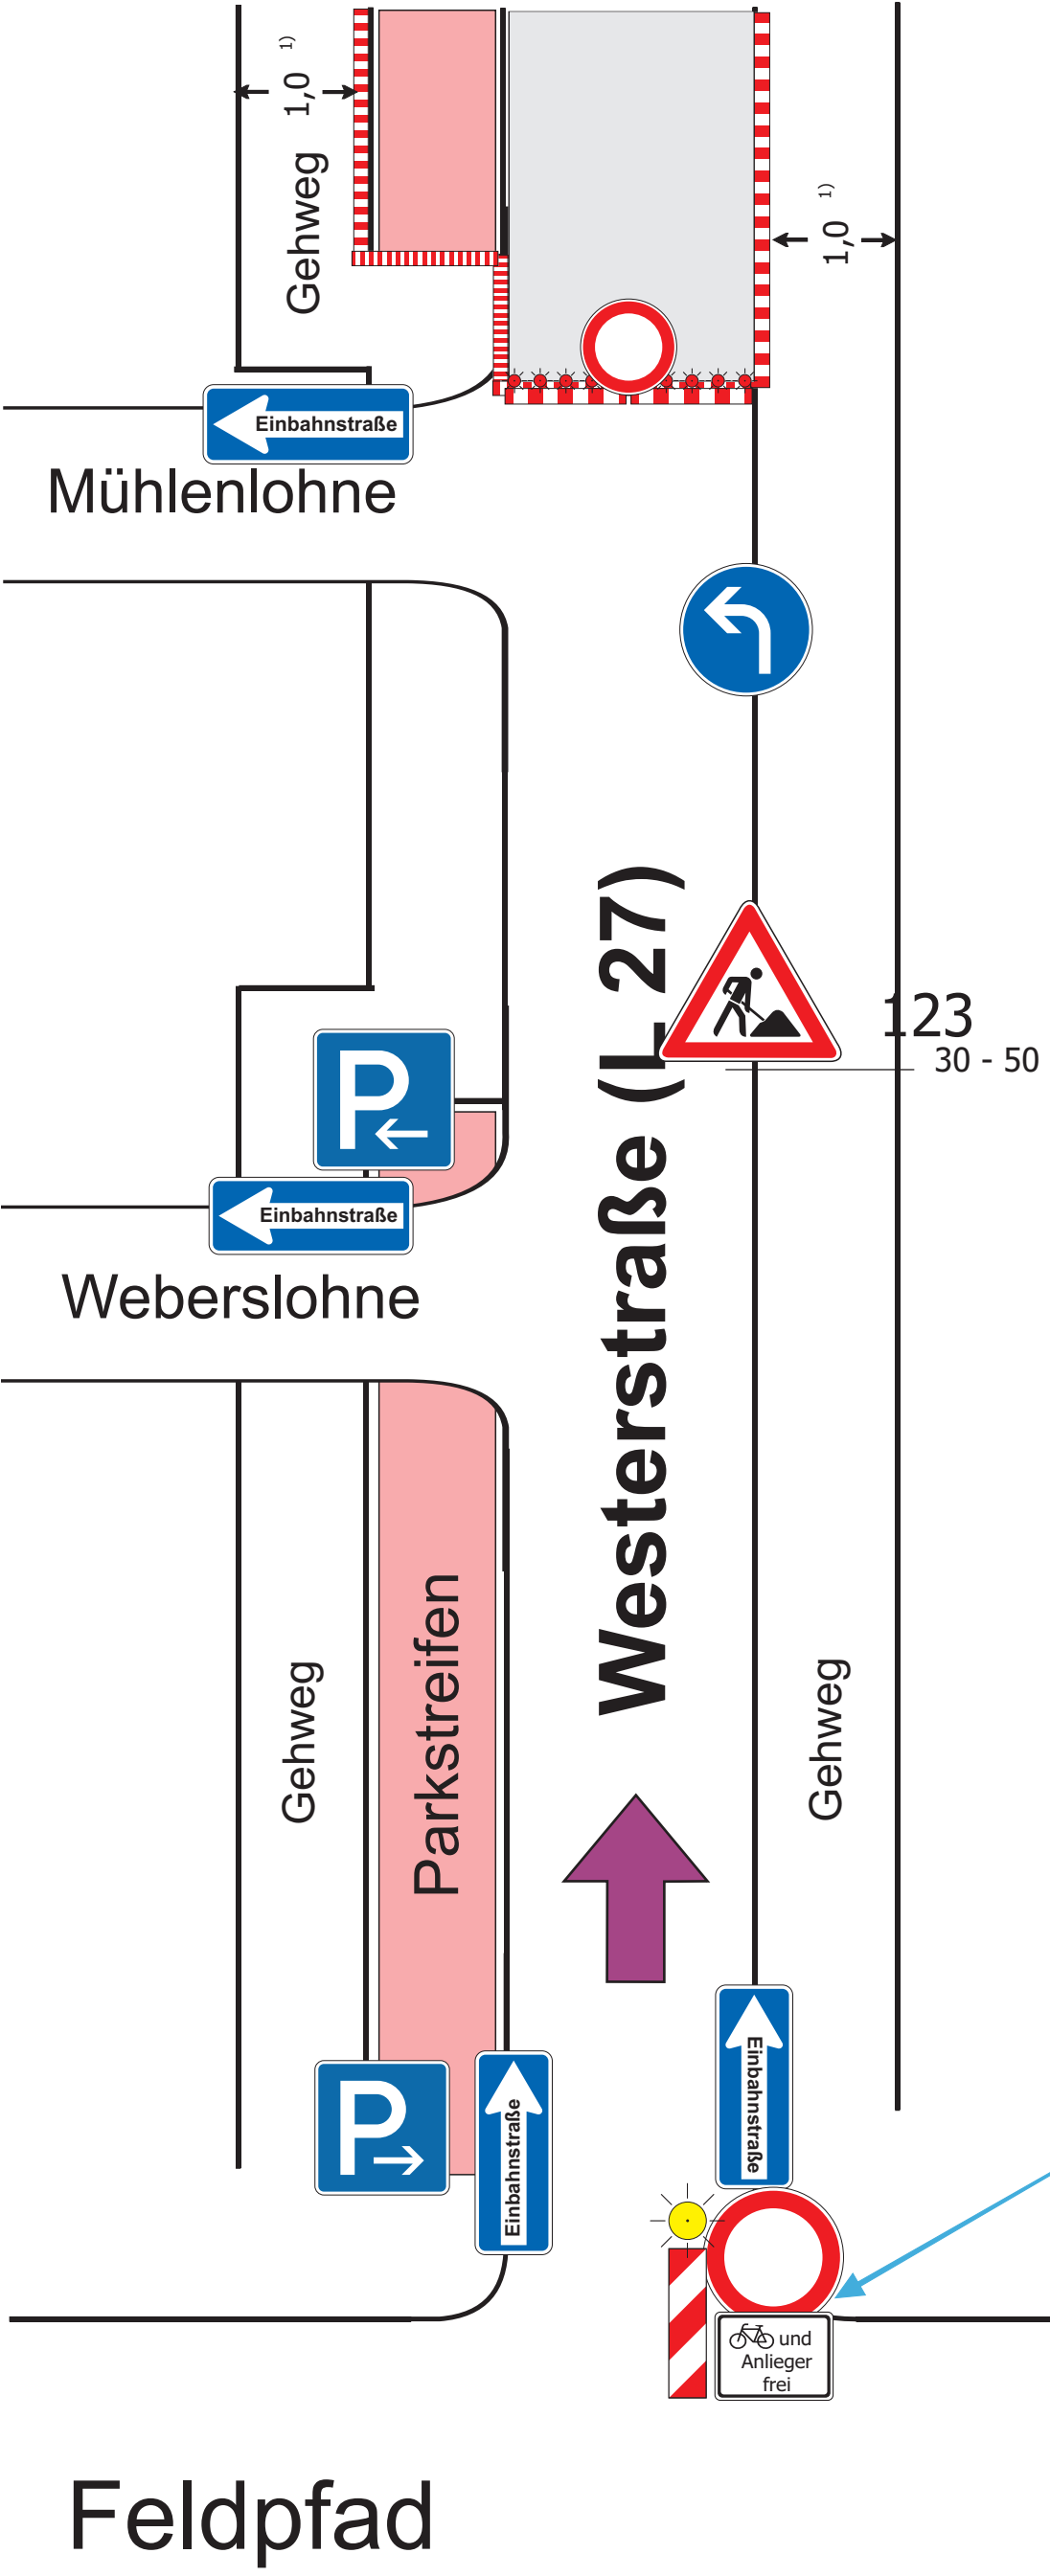 1,0 1)
Gehweg
1,0 1)
Einbahnstraße
Mühlenlohne
Westerstraße (L 27)
123
30 - 50
P
Einbahnstraße
Weberslohne
Parkstreifen
Gehweg
Gehweg
Einbahnstraße
P
Einbahnstraße
und
Anlieger
frei
Feldpfad